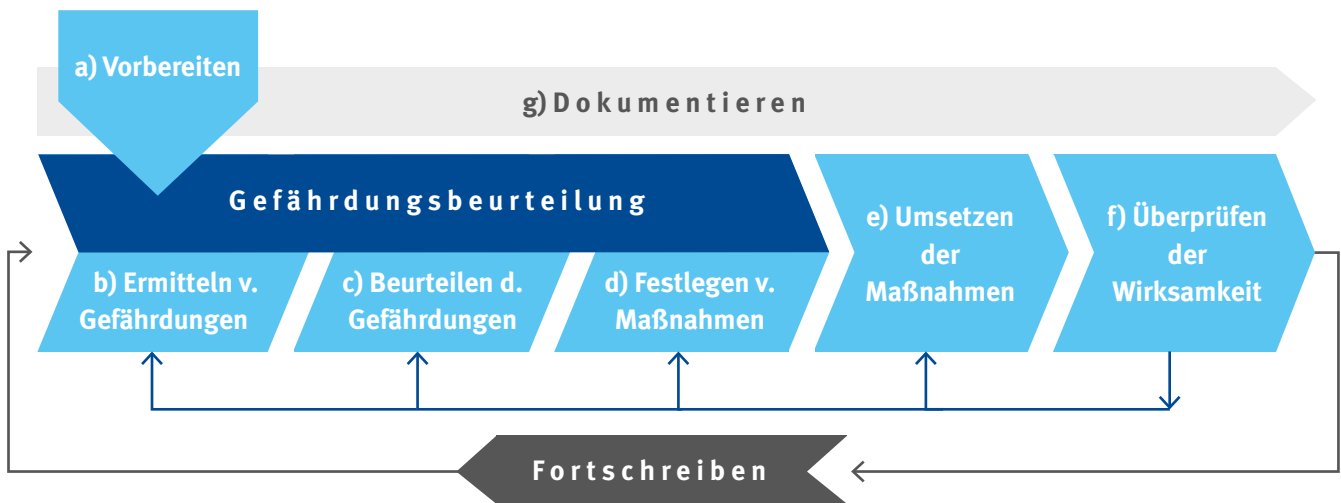 a) Vorbereiten
g) Dokumentieren
Gefährdungsbeurteilung
b) Ermitteln v.
Gefährdungen
c) Beurteilen d.
Gefährdungen
d) Festlegen v.
Maßnahmen
e) Umsetzen
der
Maßnahmen
f) Überprüfen
der
Wirksamkeit
Fortschreiben